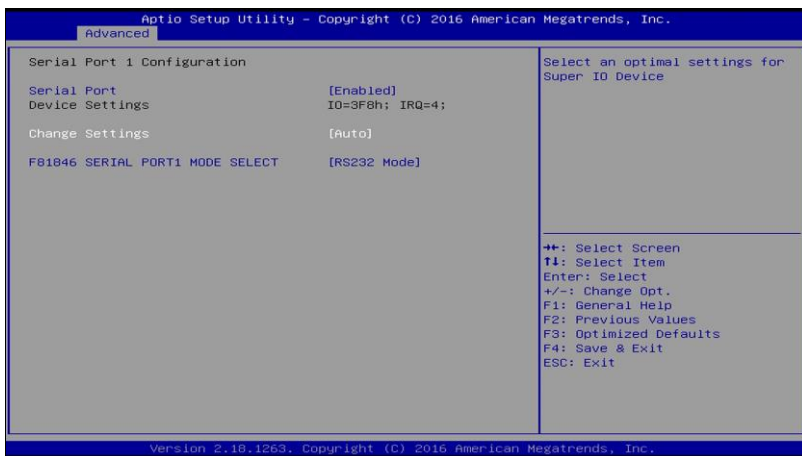 Aptio Setup Utility – Copyright (C) 2016 American Megatrends, Inc.
Advanced
Serial Port 1 Configuration
Serial Port [Enabled]
Device Settings IO=3F8h; IRQ=4;
Change Settings [Auto]
F81846 SERIAL PORT1 MODE SELECT [RS232 Mode]
Select an optimal settings for
Super IO Device
→←: Select Screen
↑↓: Select Item
Enter: Select
+/-: Change Opt.
F1: General Help
F2: Previous Values
F3: Optimized Defaults
F4: Save & Exit
ESC: Exit
Version 2.18.1263. Copyright (C) 2016 American Megatrends, Inc.